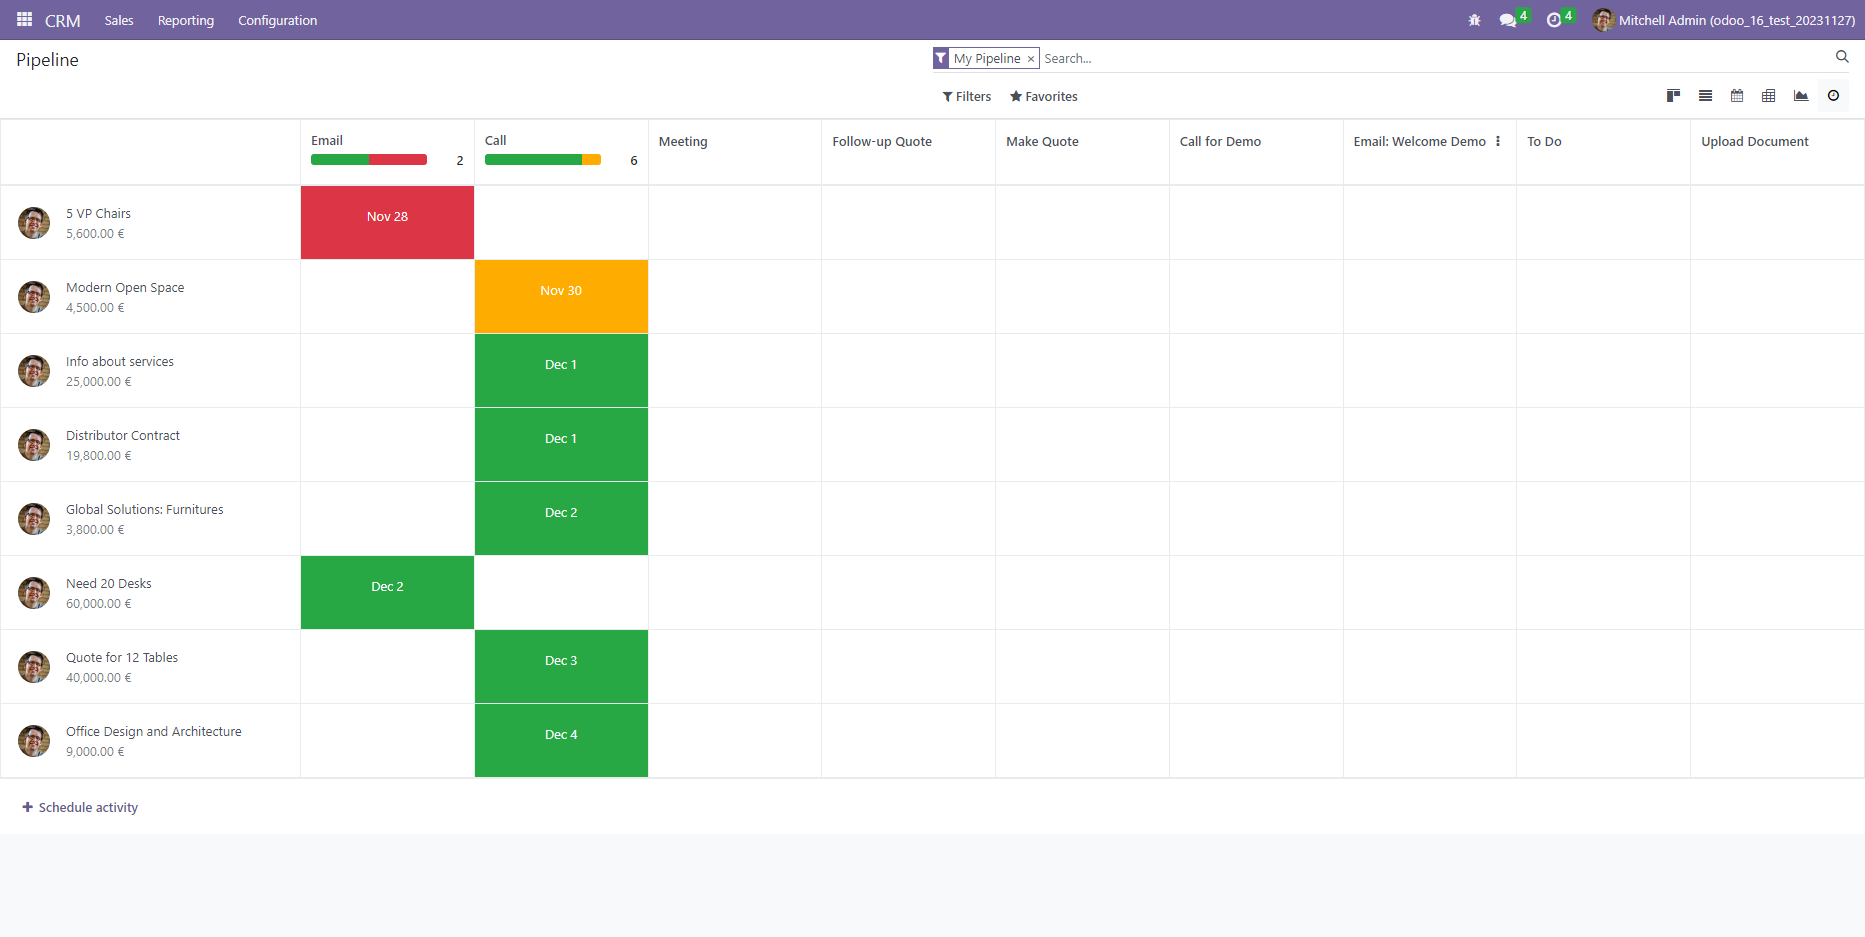 CRM Sales Reporting Configuration 4 4 Mitchell Admin (odoo_16_test_20231127)
Pipeline
My Pipeline × Search...
Filters Favorites
Email Call Meeting Follow-up Quote Make Quote Call for Demo Email: Welcome Demo To Do Upload Document
2 6
5 VP Chairs
5,600.00 €
Nov 28
Modern Open Space
4,500.00 €
Nov 30
Info about services
25,000.00 €
Dec 1
Distributor Contract
19,800.00 €
Dec 1
Global Solutions: Furnitures
3,800.00 €
Dec 2
Need 20 Desks
60,000.00 €
Dec 2
Quote for 12 Tables
40,000.00 €
Dec 3
Office Design and Architecture
9,000.00 €
Dec 4
+ Schedule activity